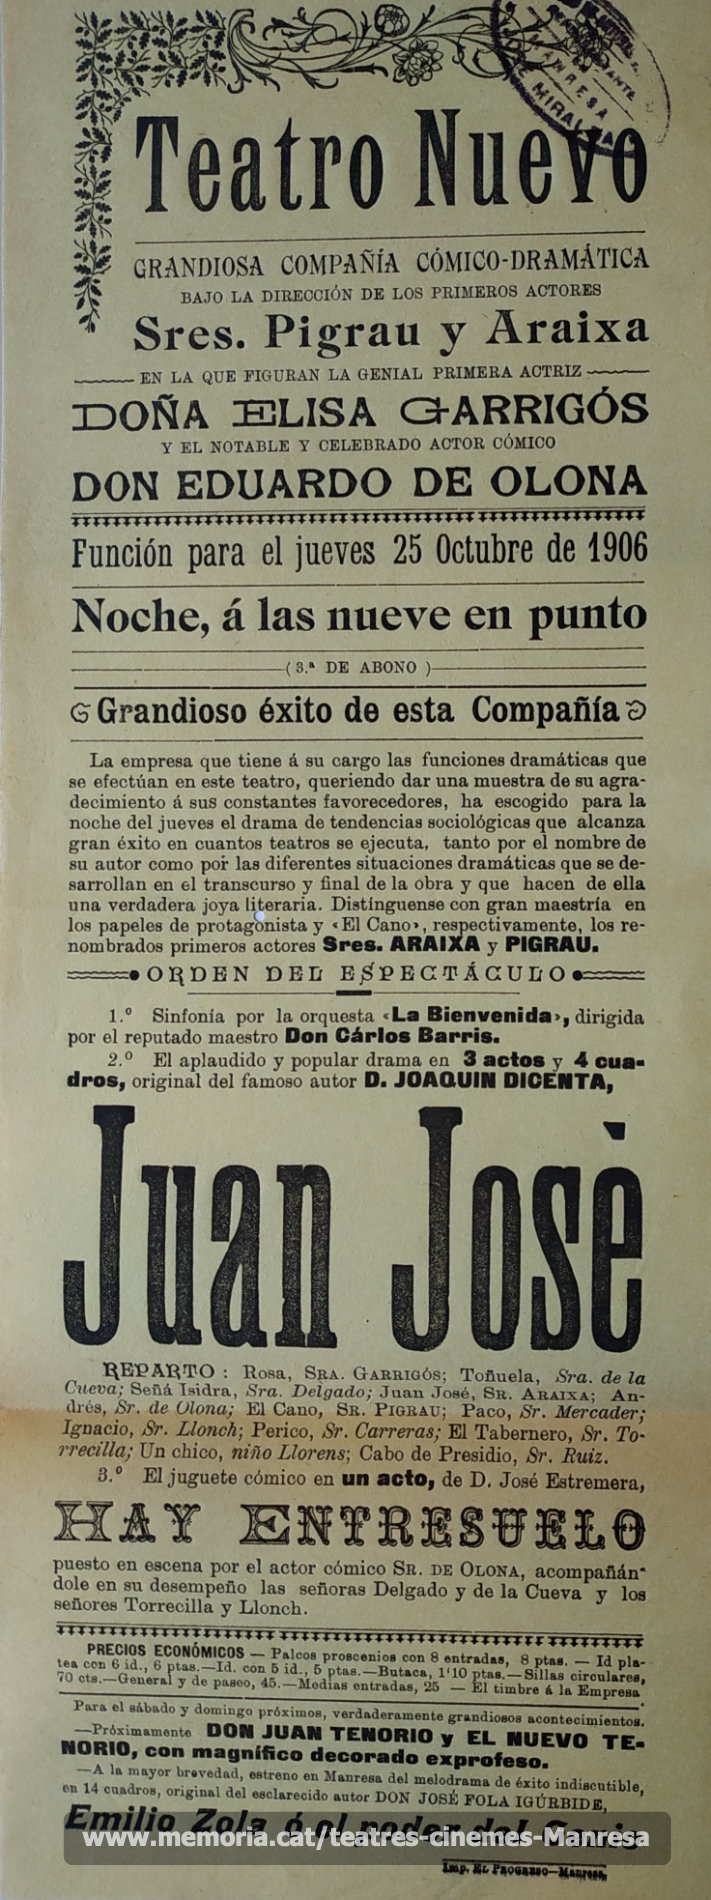 MANRESA
Teatro Nuevo
GRANDIOSA COMPAÑÍA CÓMICO-DRAMÁTICA
BAJO LA DIRECCIÓN DE LOS PRIMEROS ACTORES
Sres. Pigrau y Araixa
EN LA QUE FIGURAN LA GENIAL PRIMERA ACTRIZ
DOÑA ELISA GARRIGÓS
Y EL NOTABLE Y CELEBRADO ACTOR CÓMICO
DON EDUARDO DE OLONA
Función para el jueves 25 Octubre de 1906
Noche, á las nueve en punto
(3.ª DE ABONO)
Grandioso éxito de esta Compañía
La empresa que tiene á su cargo las funciones dramáticas que
se efectúan en este teatro, queriendo dar una muestra de su agra-
decimiento á sus constantes favorecedores, ha escogido para la
noche del jueves el drama de tendencias sociológicas que alcanza
gran éxito en cuantos teatros se ejecuta, tanto por el nombre de
su autor como por las diferentes situaciones dramáticas que se de-
sarrollan en el transcurso y final de la obra y que hacen de ella
una verdadera joya literaria. Distínguense con gran maestría en
los papeles de protagonista y «El Cano», respectivamente, los re-
nombrados primeros actores Sres. ARAIXA y PIGRAU.
ORDEN DEL ESPECTÁCULO
1.º Sinfonía por la orquesta «La Bienvenida», dirigida
por el reputado maestro Don Cárlos Barris.
2.º El aplaudido y popular drama en 3 actos y 4 cua-
dros, original del famoso autor D. JOAQUIN DICENTA,
Juan Josè
REPARTO: Rosa, SRA. GARRIGÓS; Toñuela, Sra. de la
Cueva; Señá Isidra, Sra. Delgado; Juan José, SR. ARAIXA; An-
drés, Sr. de Olona; El Cano, SR. PIGRAU; Paco, Sr. Mercader;
Ignacio, Sr. Llonch; Perico, Sr. Carreras; El Tabernero, Sr. To-
rrecilla; Un chico, niño Llorens; Cabo de Presidio, Sr. Ruiz.
3.º El juguete cómico en un acto, de D. José Estremera,
HAY ENTRESUELO
puesto en escena por el actor cómico SR. DE OLONA, acompañán-
dole en su desempeño las señoras Delgado y de la Cueva y los
señores Torrecilla y Llonch.
PRECIOS ECONÓMICOS — Palcos proscenios con 8 entradas, 8 ptas. — Id pla-
tea con 6 id., 6 ptas.—Id. con 5 id., 5 ptas.—Butaca, 1'10 ptas.—Sillas circulares,
70 cts.—General y de paseo, 45.—Medias entradas, 25 — El timbre á la Empresa
Para el sábado y domingo próximos, verdaderamente grandiosos acontecimientos.
—Próximamente DON JUAN TENORIO y EL NUEVO TE-
NORIO, con magnífico decorado exprofeso.
—A la mayor brevedad, estreno en Manresa del melodrama de éxito indiscutible,
en 14 cuadros, original del esclarecido autor DON JOSÉ FOLA IGÚRBIDE,
Emilio Zola ó el poder del Genio
www.memoria.cat/teatres-cinemes-Manresa
Imp. EL PROGRESO—Manresa.